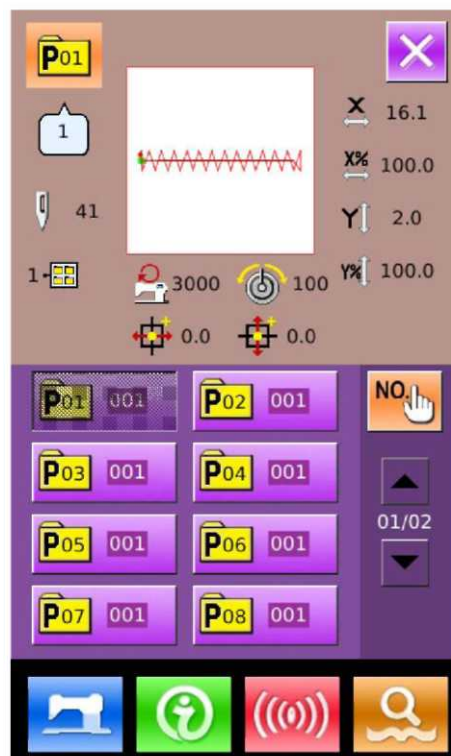 P01
1
X 16.1
X% 100.0
41
Y 2.0
1-
3000 100 Y% 100.0
0.0 0.0
P01 001 P02 001 NO.
P03 001 P04 001
01/02
P05 001 P06 001
P07 001 P08 001